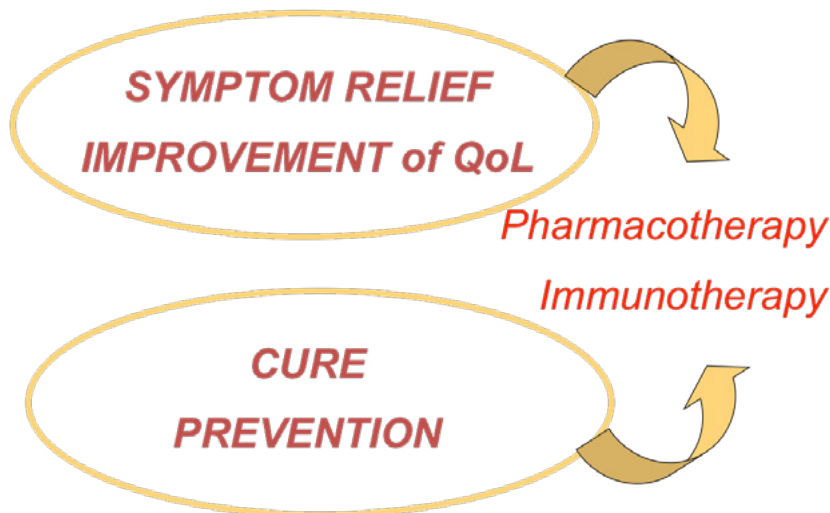 SYMPTOM RELIEF
IMPROVEMENT of QoL
Pharmacotherapy
Immunotherapy
CURE
PREVENTION